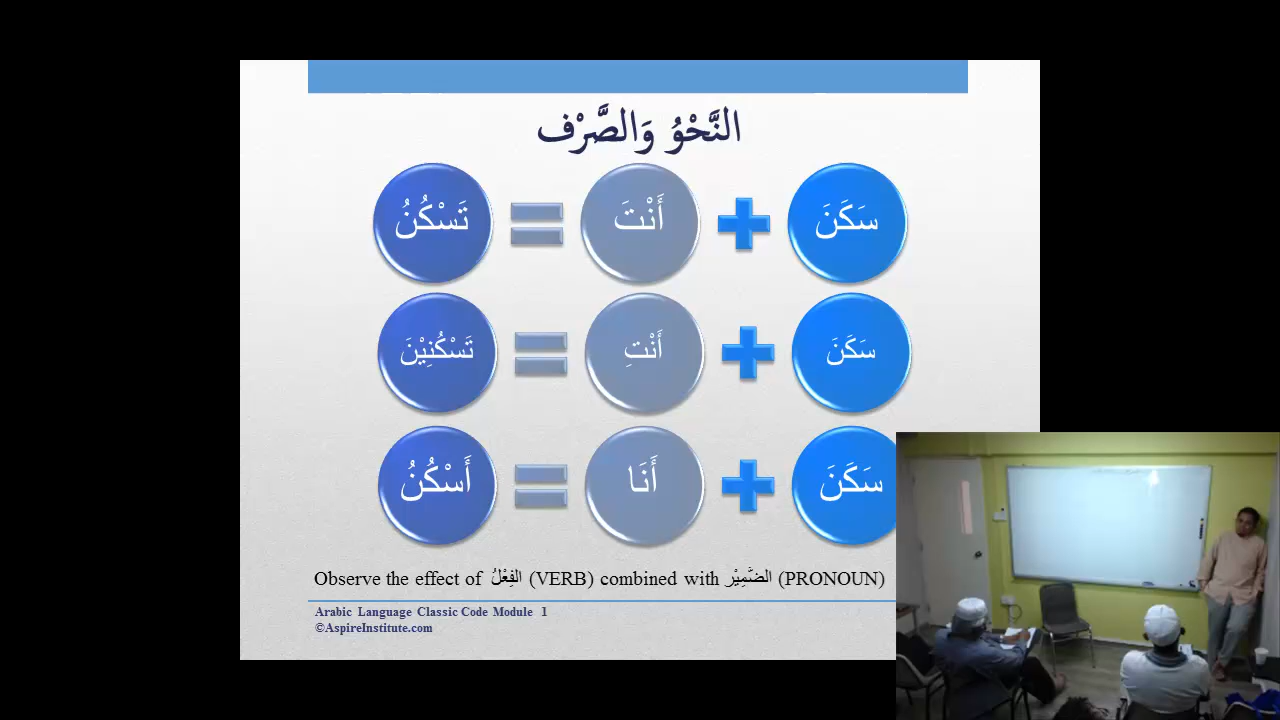 النَّحْوُ وَالصَّرْف
سَكَنَ + أَنْتَ = تَسْكُنُ
سَكَنَ + أَنْتِ = تَسْكُنِيْنَ
سَكَنَ + أَنَا = أَسْكُنُ
Observe the effect of الفِعْلُ (VERB) combined with الضَّمِيْر (PRONOUN)
Arabic Language Classic Code Module 1
©AspireInstitute.com